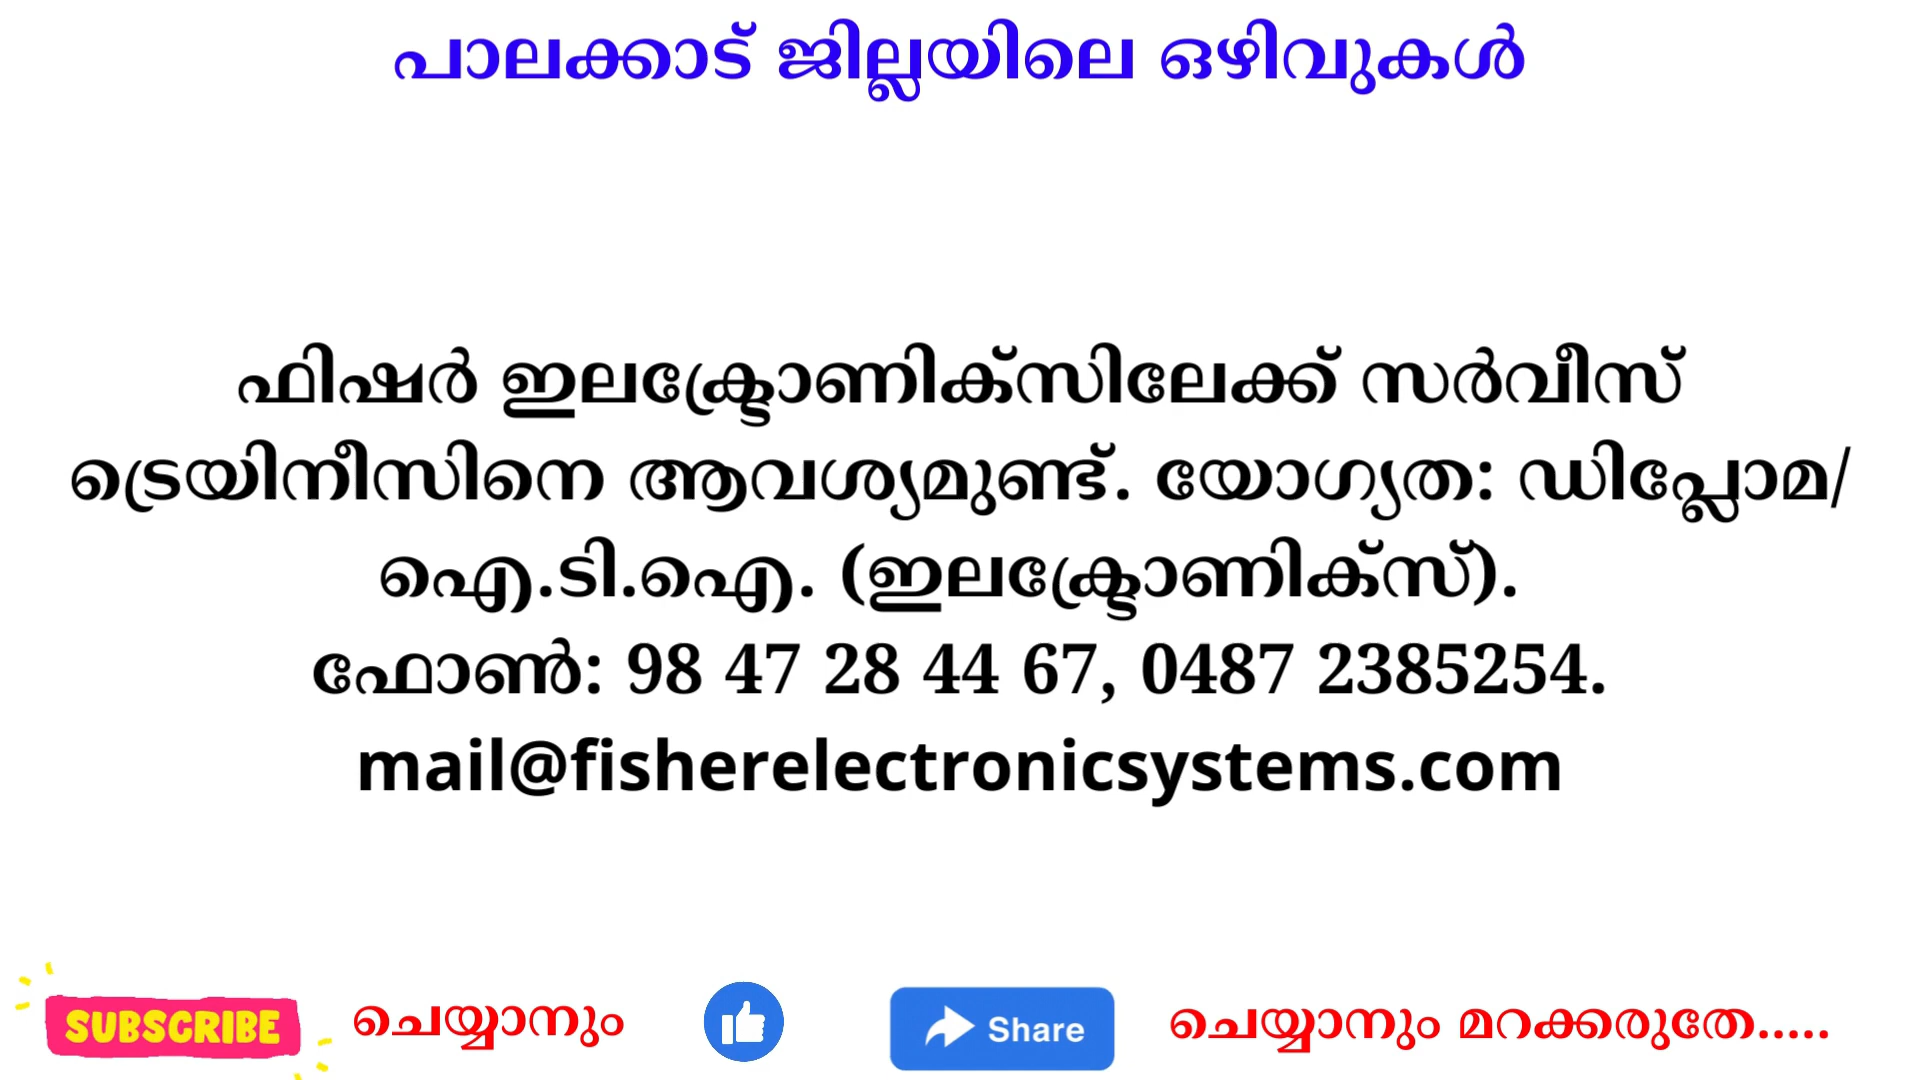 പാലക്കാട് ജില്ലയിലെ ഒഴിവുകൾ
ഫിഷർ ഇലക്ട്രോണിക്സിലേക്ക് സർവീസ്
ട്രെയിനീസിനെ ആവശ്യമുണ്ട്. യോഗ്യത: ഡിപ്ലോമ/
ഐ.ടി.ഐ. (ഇലക്ട്രോണിക്സ്).
ഫോൺ: 98 47 28 44 67, 0487 2385254.
mail@fisherelectronicsystems.com
SUBSCRIBE ചെയ്യാനും Share ചെയ്യാനും മറക്കരുതേ.....